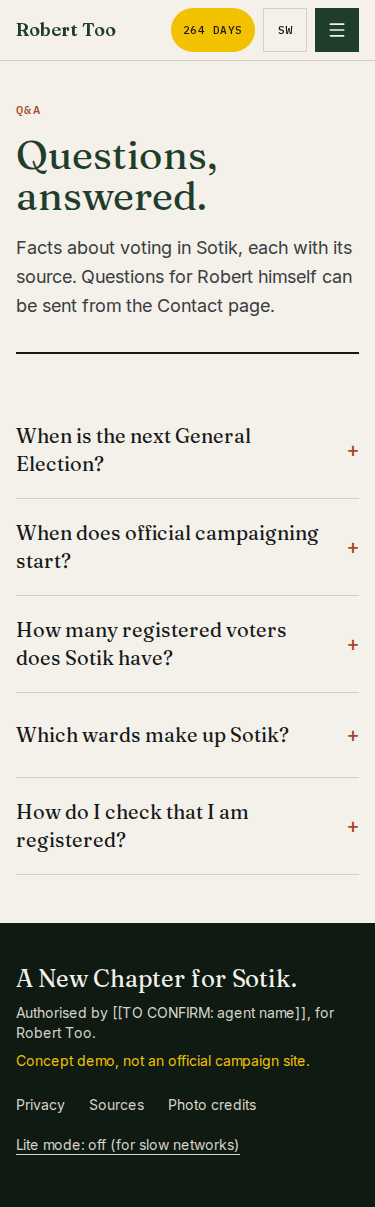 Robert Too
264 DAYS
SW
Q&A
Questions,
answered.
Facts about voting in Sotik, each with its
source. Questions for Robert himself can
be sent from the Contact page.
When is the next General
Election?
+
When does official campaigning
start?
+
How many registered voters
does Sotik have?
+
Which wards make up Sotik?
+
How do I check that I am
registered?
+
A New Chapter for Sotik.
Authorised by [[TO CONFIRM: agent name]], for
Robert Too.
Concept demo, not an official campaign site.
Privacy Sources Photo credits
Lite mode: off (for slow networks)